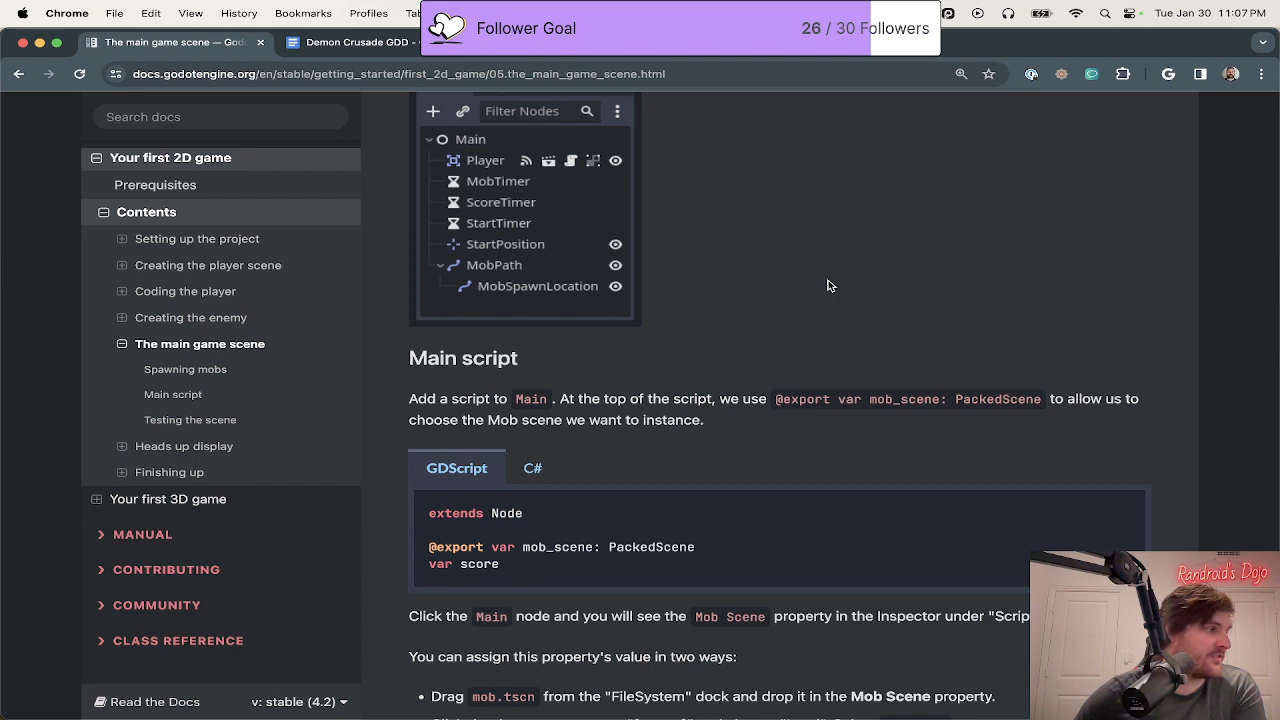 Chrome
Tue Jan 30 11:07PM
Follower Goal
26 / 30 Followers
The main game scene — Go
Demon Crusade GDD -
docs.godotengine.org/en/stable/getting_started/first_2d_game/05.the_main_game_scene.html
Search docs
Your first 2D game
Prerequisites
Contents
Setting up the project
Creating the player scene
Coding the player
Creating the enemy
The main game scene
Spawning mobs
Main script
Testing the scene
Heads up display
Finishing up
Your first 3D game
MANUAL
CONTRIBUTING
COMMUNITY
CLASS REFERENCE
Read the Docs
v: stable (4.2)
Filter Nodes
Main
Player
MobTimer
ScoreTimer
StartTimer
StartPosition
MobPath
MobSpawnLocation
Main script
Add a script to Main. At the top of the script, we use @export var mob_scene: PackedScene to allow us to
choose the Mob scene we want to instance.
GDScript
C#
extends Node
@export var mob_scene: PackedScene
var score
Click the Main node and you will see the Mob Scene property in the Inspector under "Scrip
You can assign this property's value in two ways:
• Drag mob.tscn from the "FileSystem" dock and drop it in the Mob Scene property.
Randroid's Dojo